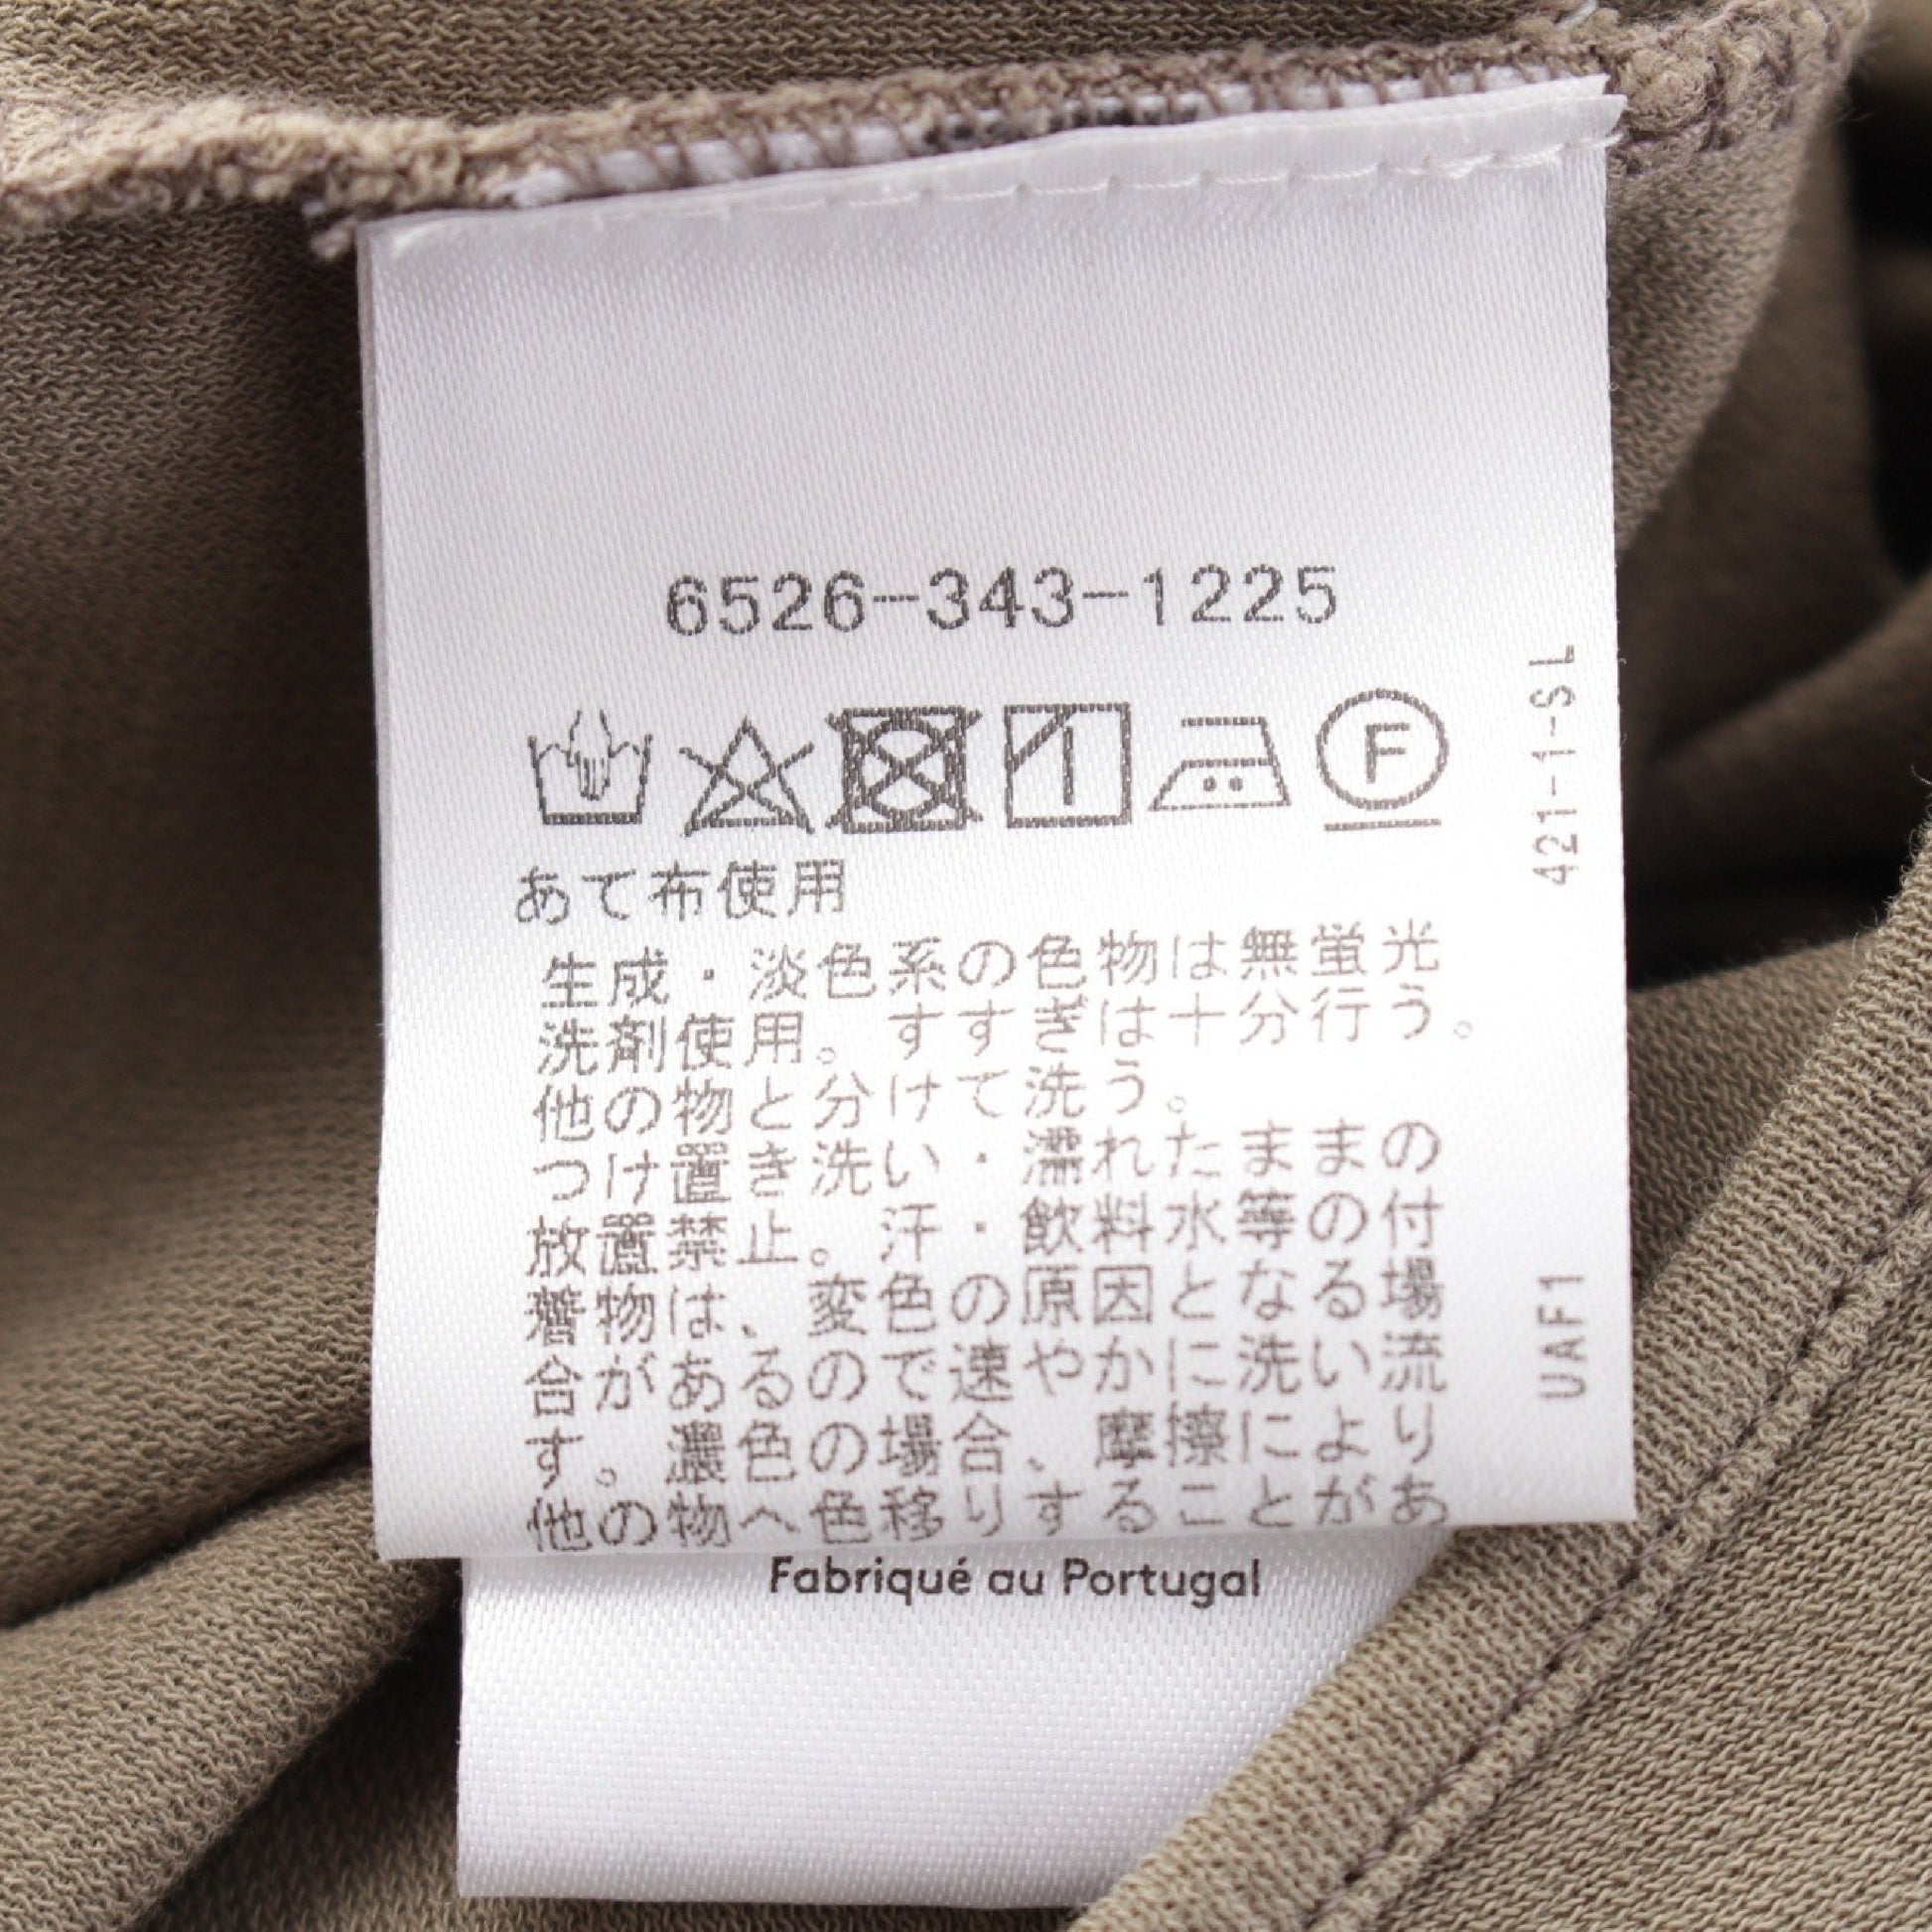 6526-343-1225
F
あて布使用
生成・淡色系の色物は無蛍光
洗剤使用。すすぎは十分行う。
他の物と分けて洗う。
つけ置き洗い・濡れたままの
放置禁止。汗・飲料水等の付
着物は、変色の原因となる場
合があるので速やかに洗い流
す。濃色の場合、摩擦により
他の物へ色移りすることがあ
421-1-SL
UAF1
Fabriqué au Portugal